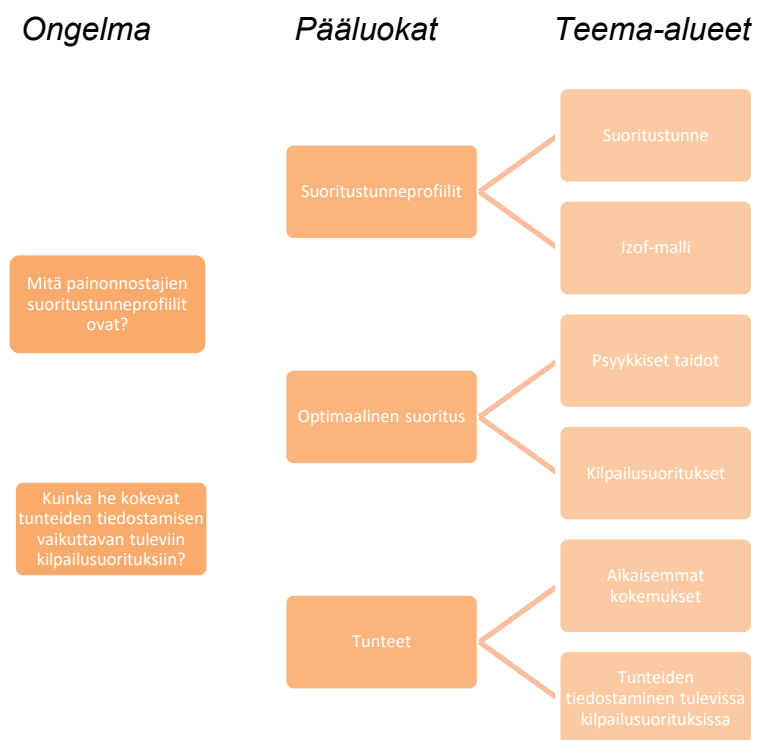 Ongelma
Pääluokat
Teema-alueet
Suoritustunne
Suoritustunneprofiilit
Izof-malli
Mitä painonnostajien
suoritustunneprofiilit
ovat?
Psyykkiset taidot
Optimaalinen suoritus
Kilpailusuoritukset
Kuinka he kokevat
tunteiden tiedostamisen
vaikuttavan tuleviin
kilpailusuorituksiin?
Aikaisemmat
kokemukset
Tunteet
Tunteiden
tiedostaminen tulevissa
kilpailusuorituksissa